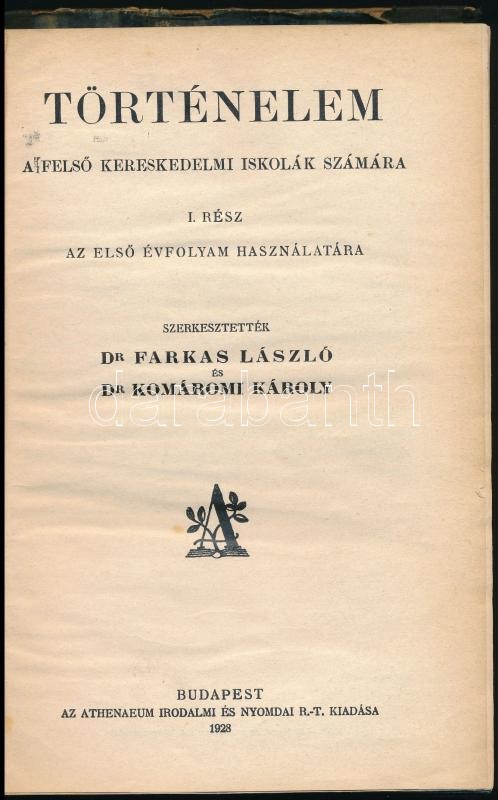 TÖRTÉNELEM
A FELSŐ KERESKEDELMI ISKOLÁK SZÁMÁRA
I. RÉSZ
AZ ELSŐ ÉVFOLYAM HASZNÁLATÁRA
SZERKESZTETTÉK
DR FARKAS LÁSZLÓ
ÉS
DR KOMÁROMI KÁROLY
darabanth
A
BUDAPEST
AZ ATHENAEUM IRODALMI ÉS NYOMDAI R.-T. KIADÁSA
1928